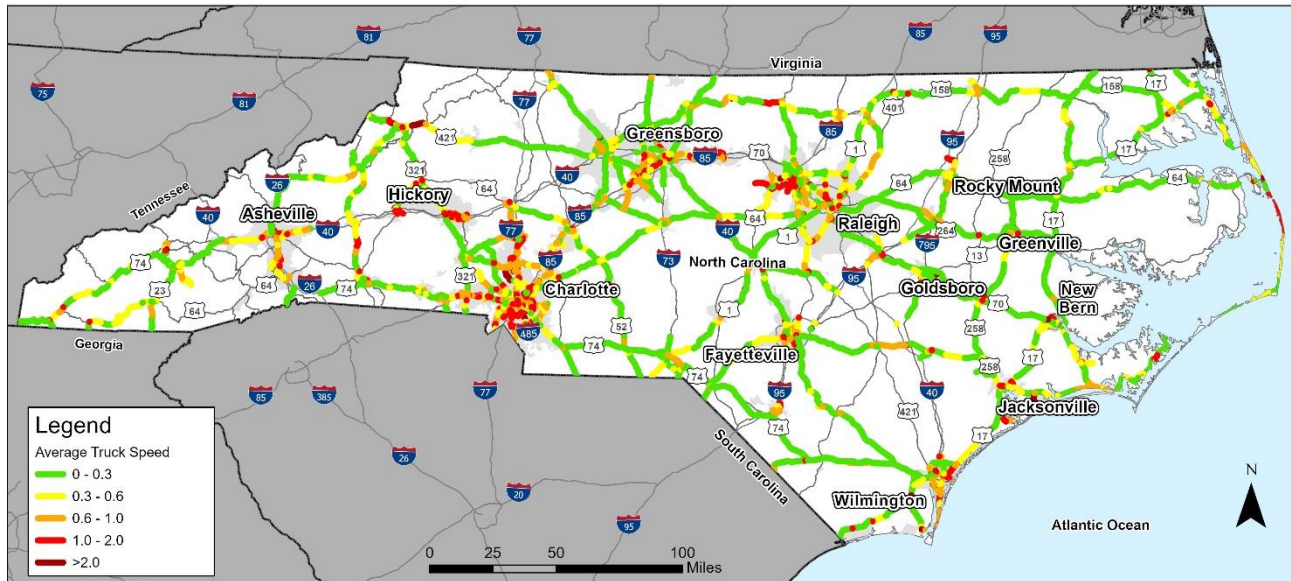 81
77
85
95
Virginia
75
81
77
421
40
Greensboro
85
70
85
1
401
158
95
258
158
17
17
64
Tennessee
26
40
Asheville
40
321
Hickory
64
77
85
321
64
40
73
North Carolina
1
Raleigh
64
795
264
Rocky Mount
17
Greenville
13
74
23
64
64
26
74
Charlotte
485
74
52
74
1
Fayetteville
95
95
Goldsboro
70
258
New
Bern
17
258
Jacksonville
40
421
17
Georgia
85
385
77
26
20
95
South Carolina
74
Wilmington
Atlantic Ocean
N
Legend
Average Truck Speed
0 - 0.3
0.3 - 0.6
0.6 - 1.0
1.0 - 2.0
>2.0
0 25 50 100
Miles